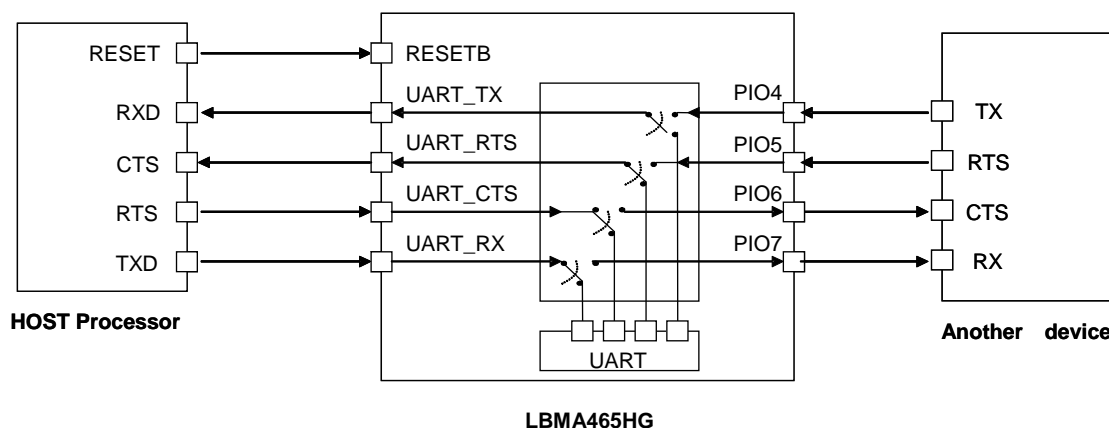 RESET
RESETB
RXD
UART_TX
PIO4
TX
CTS
UART_RTS
PIO5
RTS
RTS
UART_CTS
PIO6
CTS
TXD
UART_RX
PIO7
RX
HOST Processor
UART
Another device
LBMA465HG